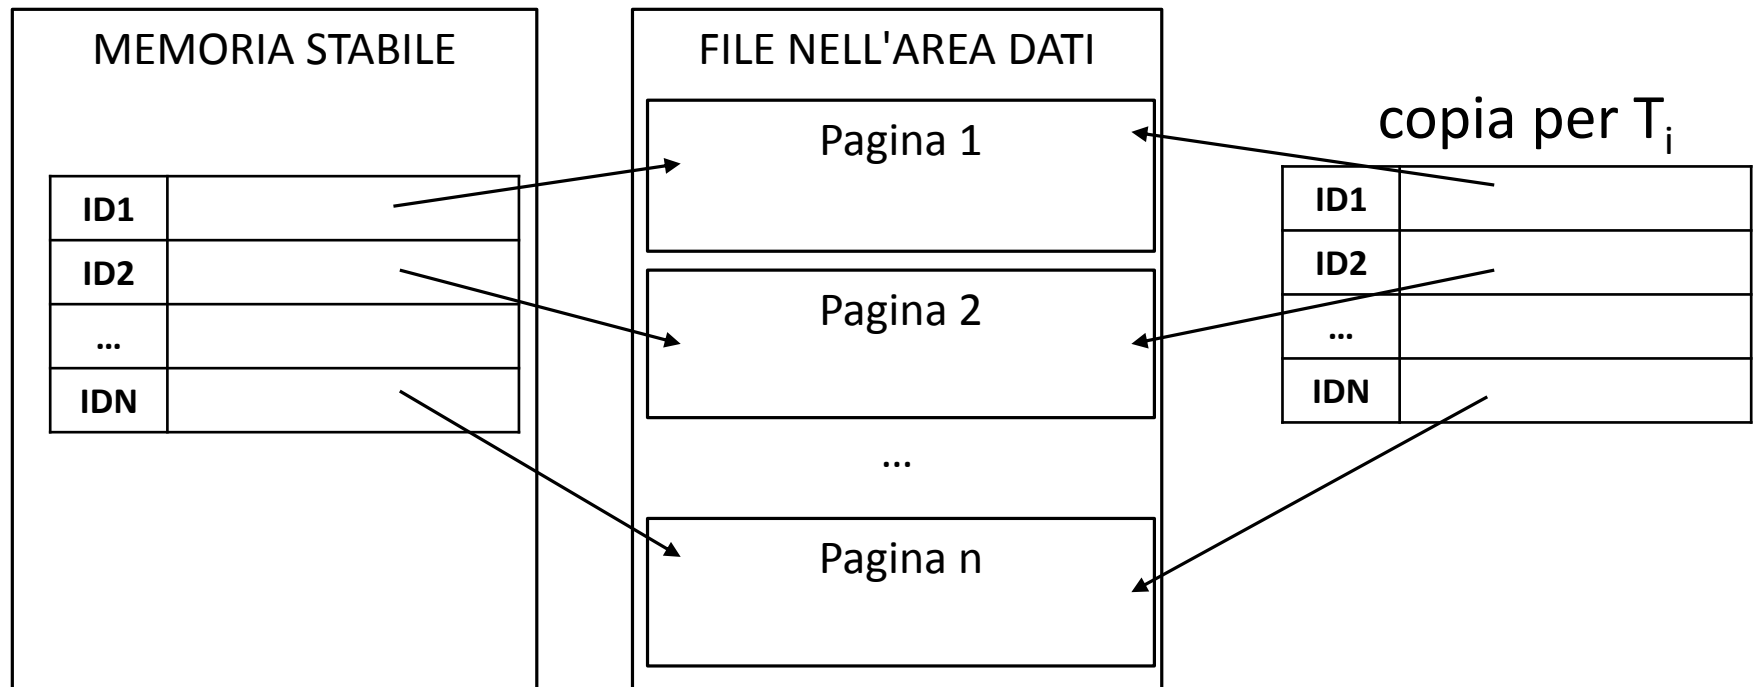 MEMORIA STABILE
ID1
ID2
...
IDN
FILE NELL'AREA DATI
Pagina 1
Pagina 2
...
Pagina n
copia per Ti
ID1
ID2
...
IDN